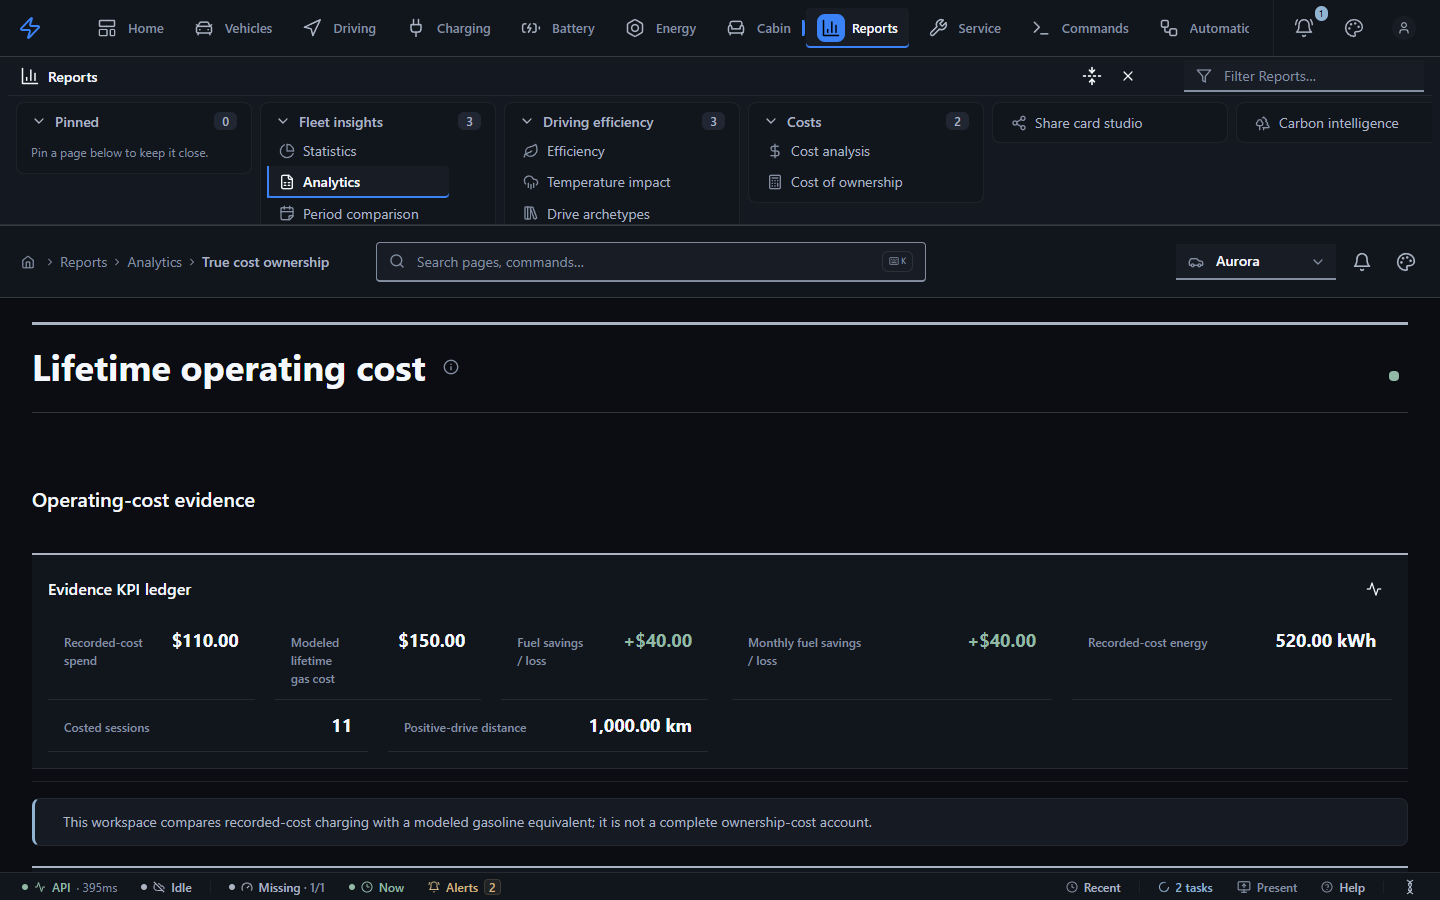 Home
Vehicles
Driving
Charging
Battery
Energy
Cabin
Reports
Service
Commands
Automatic
1
Reports
Filter Reports...
Pinned 0
Pin a page below to keep it close.
Fleet insights 3
Statistics
Analytics
Period comparison
Driving efficiency 3
Efficiency
Temperature impact
Drive archetypes
Costs 2
Cost analysis
Cost of ownership
Share card studio
Carbon intelligence
Reports > Analytics > True cost ownership
Search pages, commands...
K
Aurora
Lifetime operating cost
Operating-cost evidence
Evidence KPI ledger
Recorded-cost spend
$110.00
Modeled lifetime gas cost
$150.00
Fuel savings / loss
+$40.00
Monthly fuel savings / loss
+$40.00
Recorded-cost energy
520.00 kWh
Costed sessions
11
Positive-drive distance
1,000.00 km
This workspace compares recorded-cost charging with a modeled gasoline equivalent; it is not a complete ownership-cost account.
API · 395ms
Idle
Missing · 1/1
Now
Alerts 2
Recent
2 tasks
Present
Help